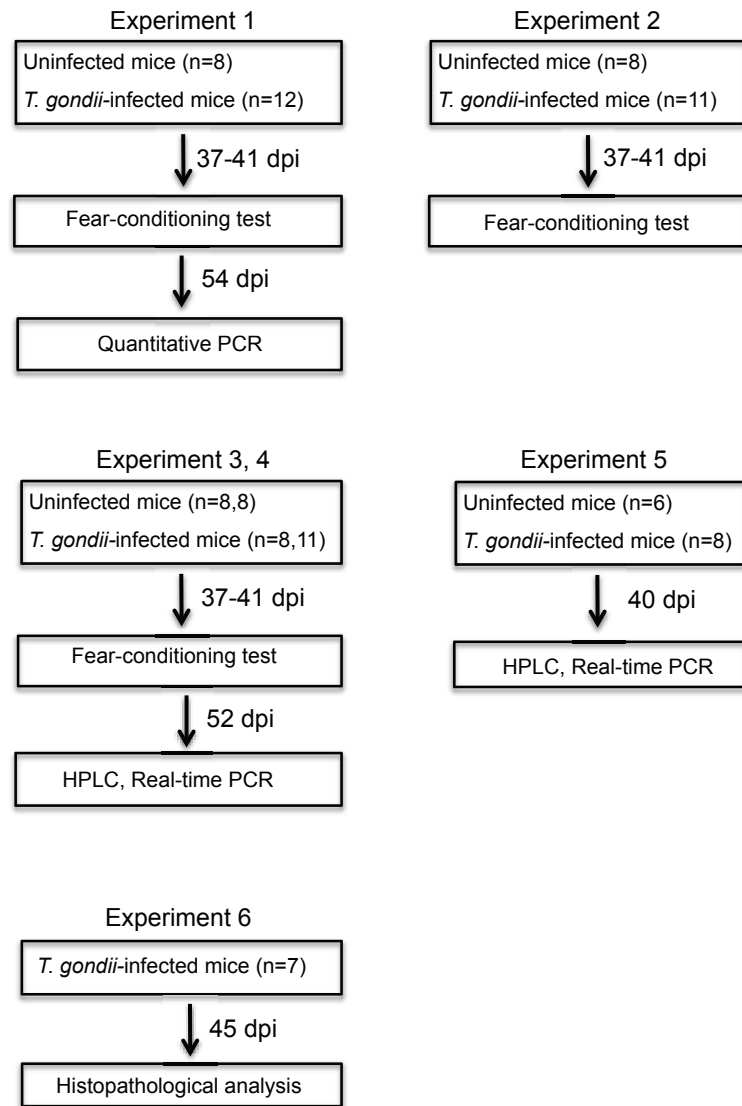 Experiment 1
Uninfected mice (n=8)
T. gondii-infected mice (n=12)
37-41 dpi
Fear-conditioning test
54 dpi
Quantitative PCR
Experiment 2
Uninfected mice (n=8)
T. gondii-infected mice (n=11)
37-41 dpi
Fear-conditioning test
Experiment 3, 4
Uninfected mice (n=8,8)
T. gondii-infected mice (n=8,11)
37-41 dpi
Fear-conditioning test
52 dpi
HPLC, Real-time PCR
Experiment 5
Uninfected mice (n=6)
T. gondii-infected mice (n=8)
40 dpi
HPLC, Real-time PCR
Experiment 6
T. gondii-infected mice (n=7)
45 dpi
Histopathological analysis